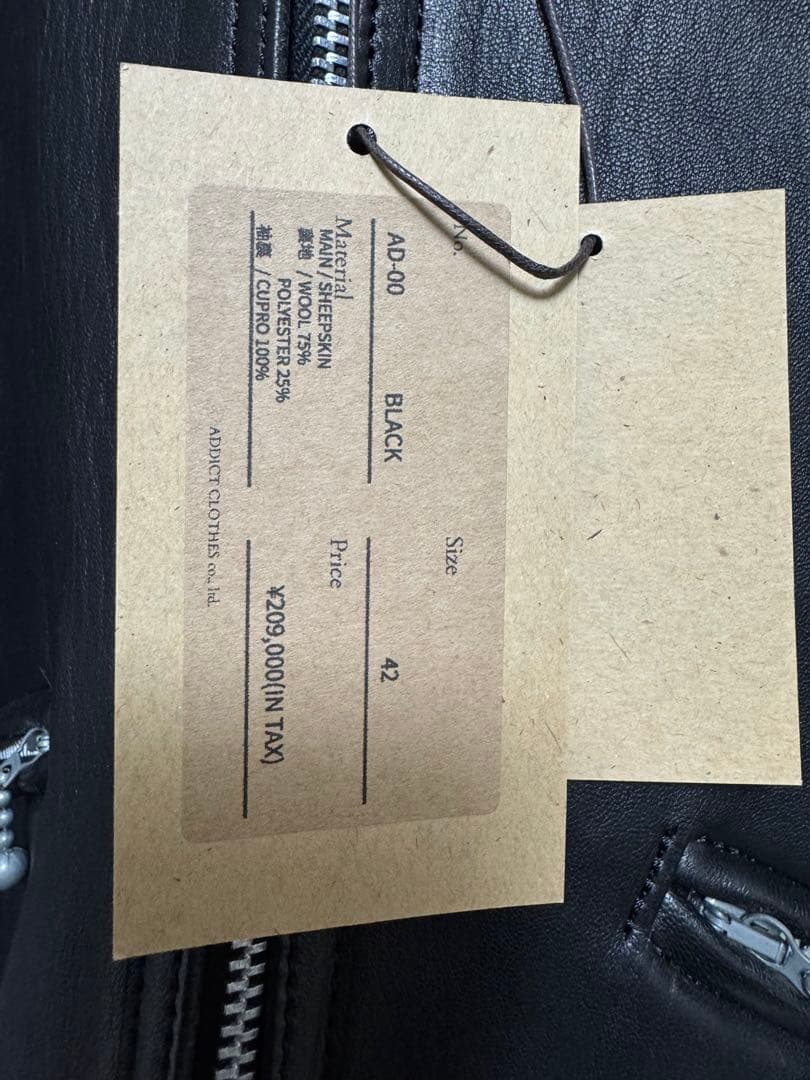 No.
AD-00 BLACK
Size
42
Material
MAIN / SHEEPSKIN
裏地 / WOOL 75%
POLYESTER 25%
袖裏 / CUPRO 100%
Price
¥209,000(IN TAX)
ADDICT CLOTHES co., ltd.